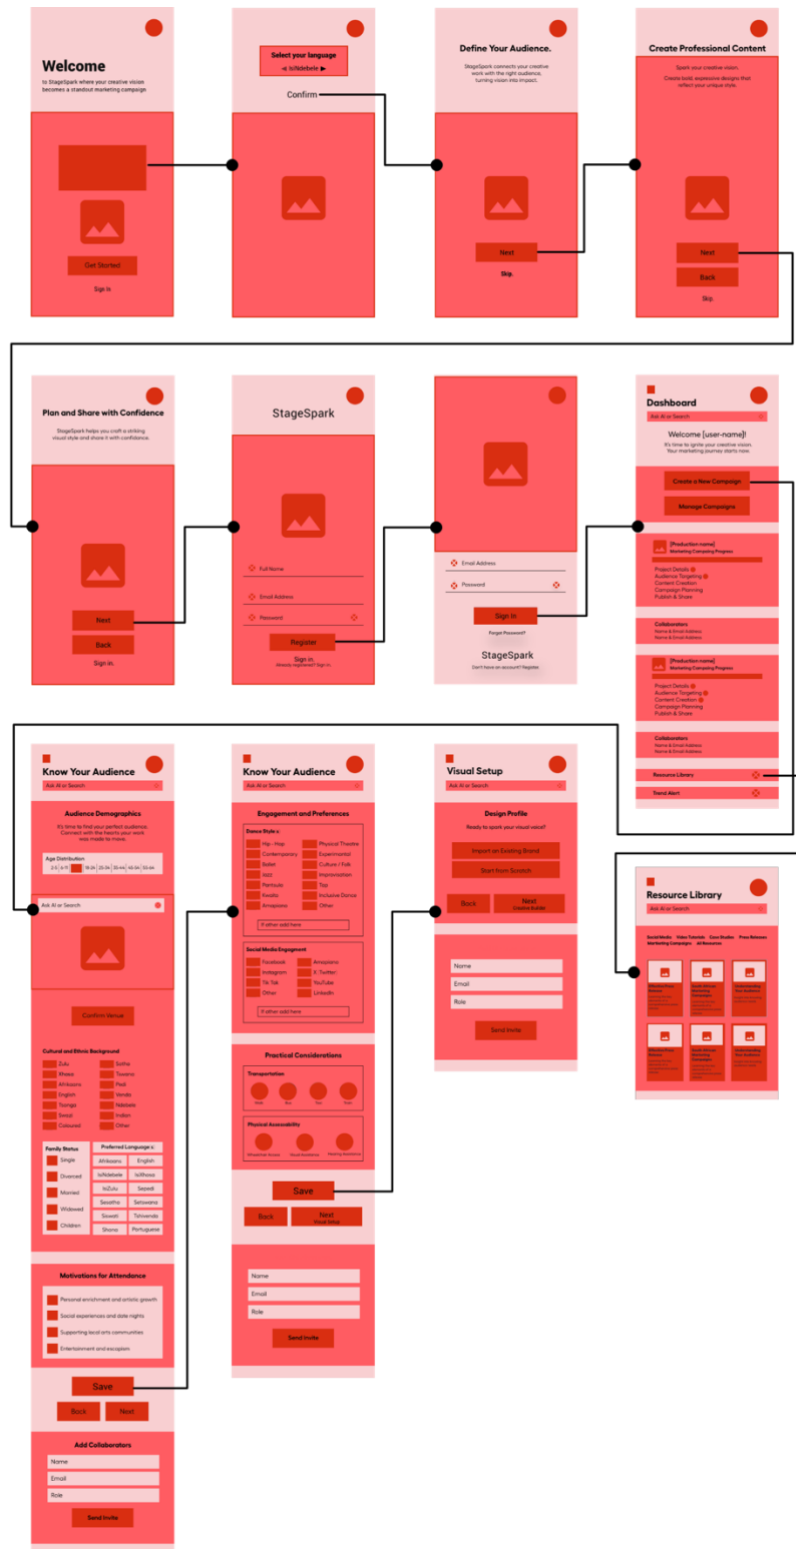 Welcome
to StageSpark where your creative vision
becomes a standout marketing campaign
Get Started
Sign In
Select your language
◀ isiNdebele ▶
Confirm
Define Your Audience.
StageSpark connects your creative
work with the right audience,
turning vision into impact.
Next
Skip.
Create Professional Content
Spark your creative vision.
Create bold, expressive designs that
reflect your unique style.
Next
Back
Skip
Plan and Share with Confidence
StageSpark helps you craft a striking
visual style and share it with confidence.
Next
Back
Sign in.
StageSpark
Full Name
Email Address
Password
Register
Sign in.
Already registered? Sign in.
Email Address
Password
Sign In
Forgot Password?
StageSpark
Don't have an account? Register
Dashboard
Ask AI or Search
Welcome [user-name]!
It's time to ignite your creative vision.
Your marketing journey starts now.
Create a New Campaign
Manage Campaigns
[Production name]
Marketing Campaing Progress
Project Details
Audience Targeting
Content Creation
Campaign Planning
Publish & Share
Collaborators
Name & Email Address
Name & Email Address
[Production name]
Marketing Campaing Progress
Project Details
Audience Targeting
Content Creation
Campaign Planning
Publish & Share
Collaborators
Name & Email Address
Name & Email Address
Resource Library
Trend Alert
Know Your Audience
Ask AI or Search
Audience Demographics
It's time to find your perfect audience.
Connect with the hearts your work
was made to move.
Age Distribution
Ask AI or Search
Confirm Venue
Cultural and Ethnic Background
Zulu Sotho
Xhosa Tswana
Afrikaans Pedi
English Venda
Tsonga Ndebele
Swazi Indian
Coloured Other
Family Status
Single
Divorced
Married
Widowed
Children
Preferred Language's:
Afrikaans English
IsiNdebele IsiXhosa
IsiZulu Sepedi
Sesotho Setswana
Siswati Tshivenda
Shona Portuguese
Motivations for Attendance
Personal enrichment and artistic growth
Social experiences and date nights
Supporting local arts communities
Entertainment and escapism
Save
Back Next
Add Collaborators
Name
Email
Role
Send Invite
Know Your Audience
Ask AI or Search
Engagement and Preferences
Dance Style's:
Hip - Hop Physical Theatre
Contemporary Experimental
Ballet Culture / Folk
Jazz Improvisation
Pantsula Tap
Kwaito Inclusive Dance
Amapiano Other
If other add here
Social Media Engagment
Facebook Amapiano
Instagram X /Twitter
Tik Tok YouTube
Other LinkedIn
If other add here
Practical Considerations
Transportation
Walk Bus Taxi Train
Physical Accessability
Wheelchair Access Visual Assistance Hearing Assistance
Save
Back
Next
Visual Setup
Name
Email
Role
Send Invite
Visual Setup
Ask AI or Search
Design Profile
Ready to spark your visual voice?
Import an Existing Brand
Start from Scratch
Back
Next
Creative Builder
Name
Email
Role
Send Invite
Resource Library
Ask AI or Search
Social Media Video Tutorials Case Studies Press Releases
Marketing Campaigns All Resources